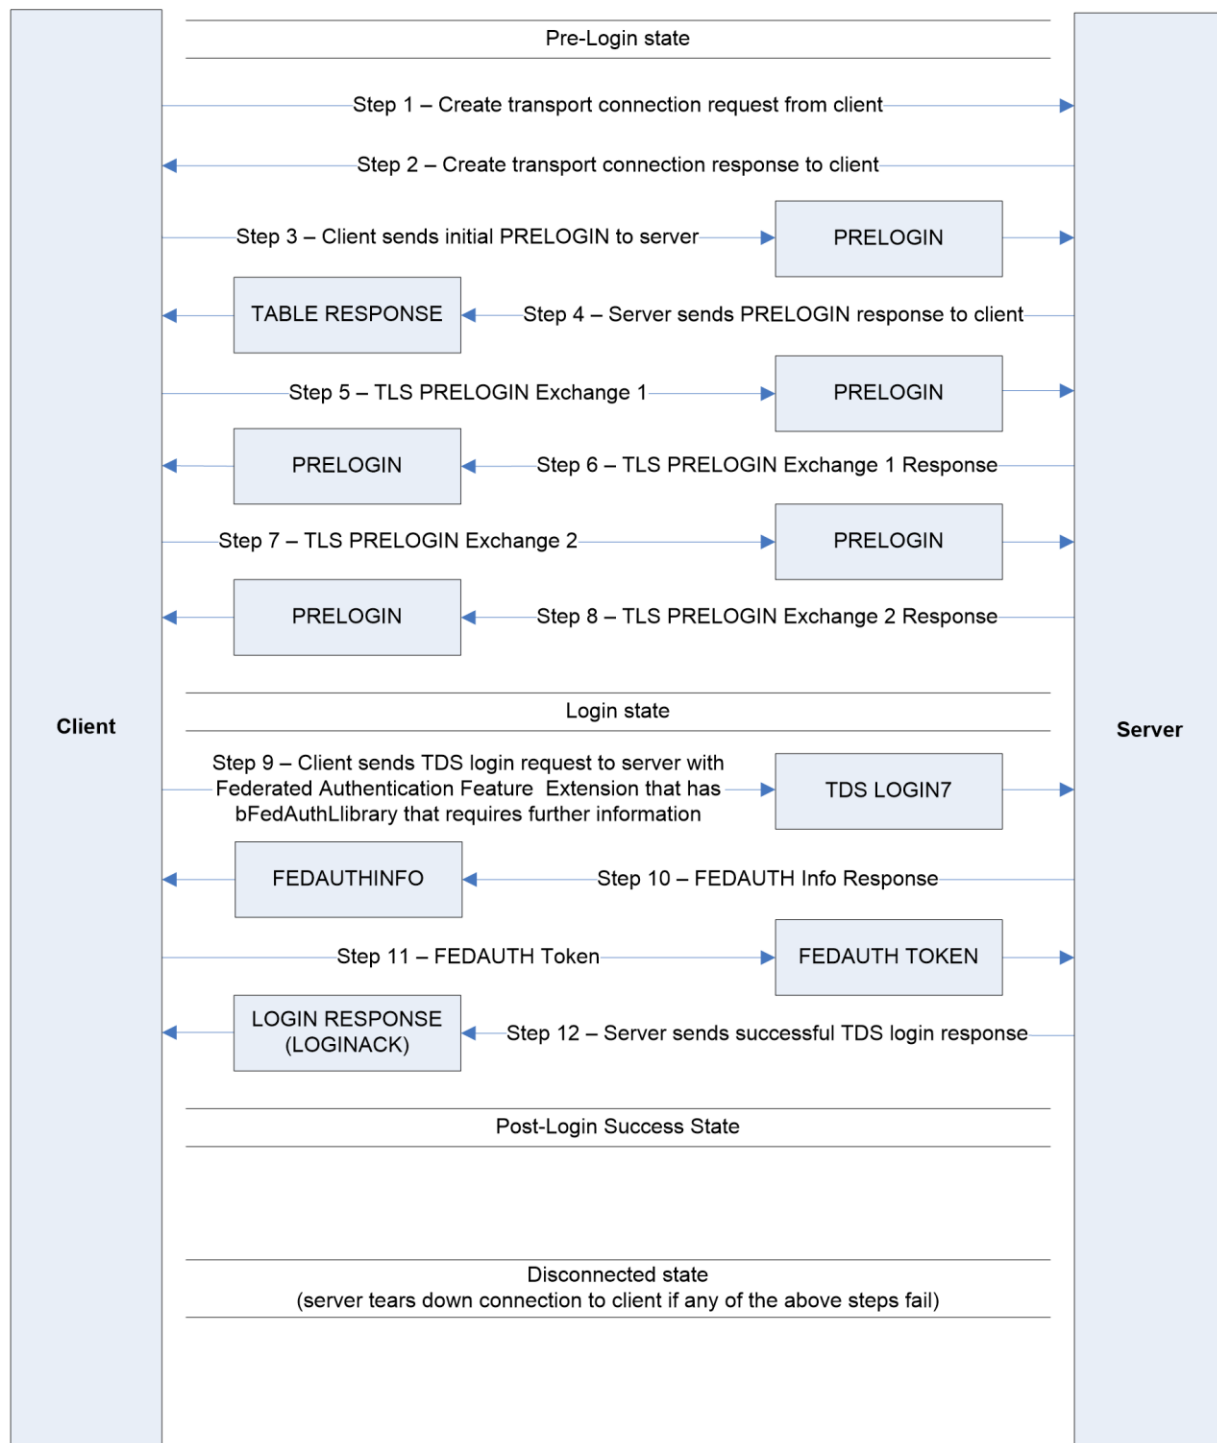 Pre-Login state
Step 1 – Create transport connection request from client
Step 2 – Create transport connection response to client
Step 3 – Client sends initial PRELOGIN to server
PRELOGIN
TABLE RESPONSE
Step 4 – Server sends PRELOGIN response to client
Step 5 – TLS PRELOGIN Exchange 1
PRELOGIN
PRELOGIN
Step 6 – TLS PRELOGIN Exchange 1 Response
Step 7 – TLS PRELOGIN Exchange 2
PRELOGIN
PRELOGIN
Step 8 – TLS PRELOGIN Exchange 2 Response
Login state
Client
Server
Step 9 – Client sends TDS login request to server with
Federated Authentication Feature  Extension that has
bFedAuthLlibrary that requires further information
TDS LOGIN7
FEDAUTHINFO
Step 10 – FEDAUTH Info Response
Step 11 – FEDAUTH Token
FEDAUTH TOKEN
LOGIN RESPONSE
(LOGINACK)
Step 12 – Server sends successful TDS login response
Post-Login Success State
Disconnected state
(server tears down connection to client if any of the above steps fail)